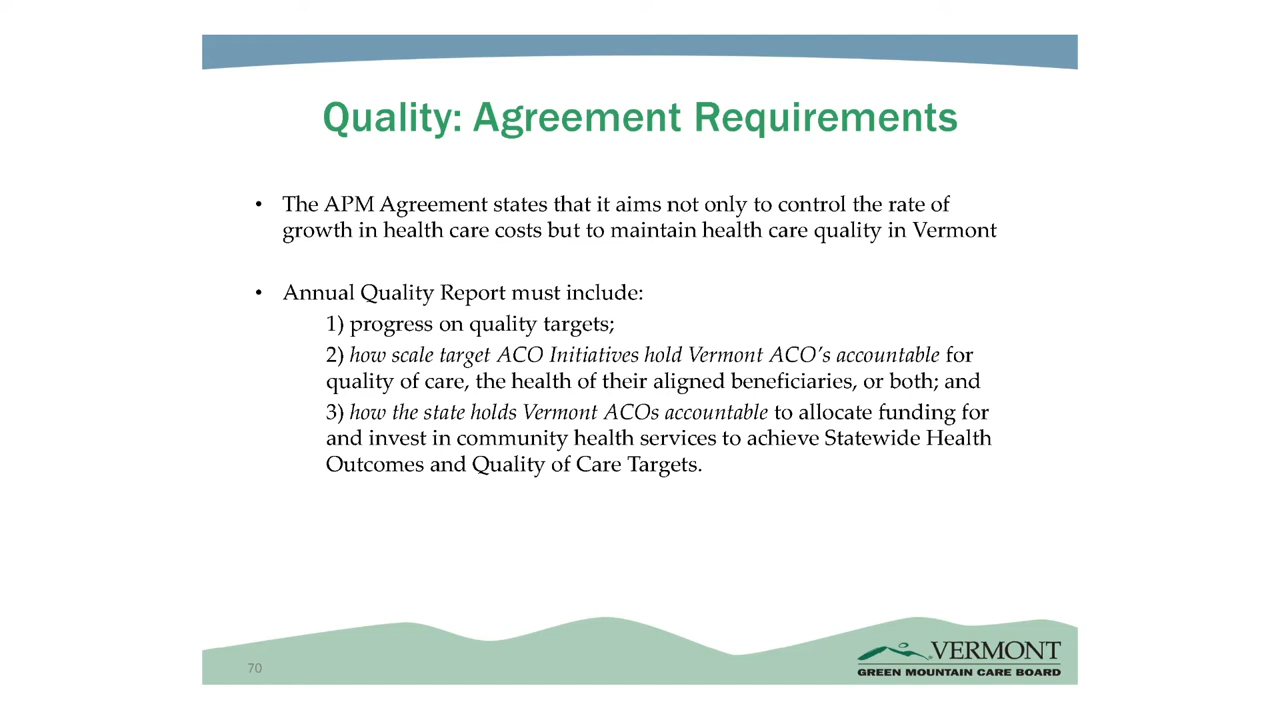 Quality: Agreement Requirements
• The APM Agreement states that it aims not only to control the rate of
growth in health care costs but to maintain health care quality in Vermont
• Annual Quality Report must include:
1) progress on quality targets;
2) how scale target ACO Initiatives hold Vermont ACO’s accountable for
quality of care, the health of their aligned beneficiaries, or both; and
3) how the state holds Vermont ACOs accountable to allocate funding for
and invest in community health services to achieve Statewide Health
Outcomes and Quality of Care Targets.
70
VERMONT
GREEN MOUNTAIN CARE BOARD